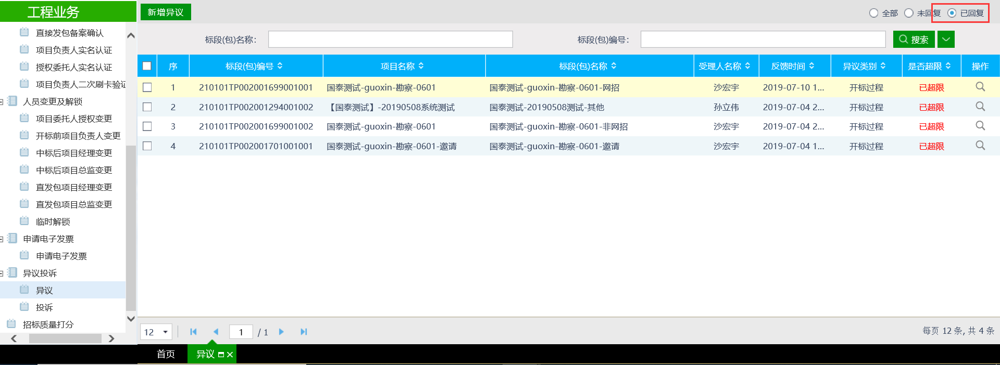 工程业务
直接发包备案确认
项目负责人实名认证
授权委托人实名认证
项目负责人二次刷卡验证
人员变更及解锁
项目委托人授权变更
开标前项目负责人变更
中标后项目经理变更
中标后项目总监变更
直发包项目经理变更
直发包项目总监变更
临时解锁
申请电子发票
申请电子发票
异议投诉
异议
投诉
招标质量打分
新增异议 全部 未回复 已回复
标段(包)名称: 标段(包)编号: 搜索
序 标段(包)编号 项目名称 标段(包)名称 受理人名称 反馈时间 异议类别 是否超限 操作
1 210101TP002001699001001 国泰测试-guoxin-勘察-0601 国泰测试-guoxin-勘察-0601-网招 沙宏宇 2019-07-10 1... 开标过程 已超限
2 210101TP002001294001002 【国泰测试】-20190508系统测试 国泰测试-20190508测试-其他 孙立伟 2019-07-04 2... 开标过程 已超限
3 210101TP002001699001002 国泰测试-guoxin-勘察-0601 国泰测试-guoxin-勘察-0601-非网招 沙宏宇 2019-07-04 2... 开标过程 已超限
4 210101TP002001701001001 国泰测试-guoxin-勘察-0601-邀请 国泰测试-guoxin-勘察-0601-邀请 沙宏宇 2019-07-04 1... 开标过程 已超限
12 1 / 1 每页 12 条, 共 4 条
首页 异议